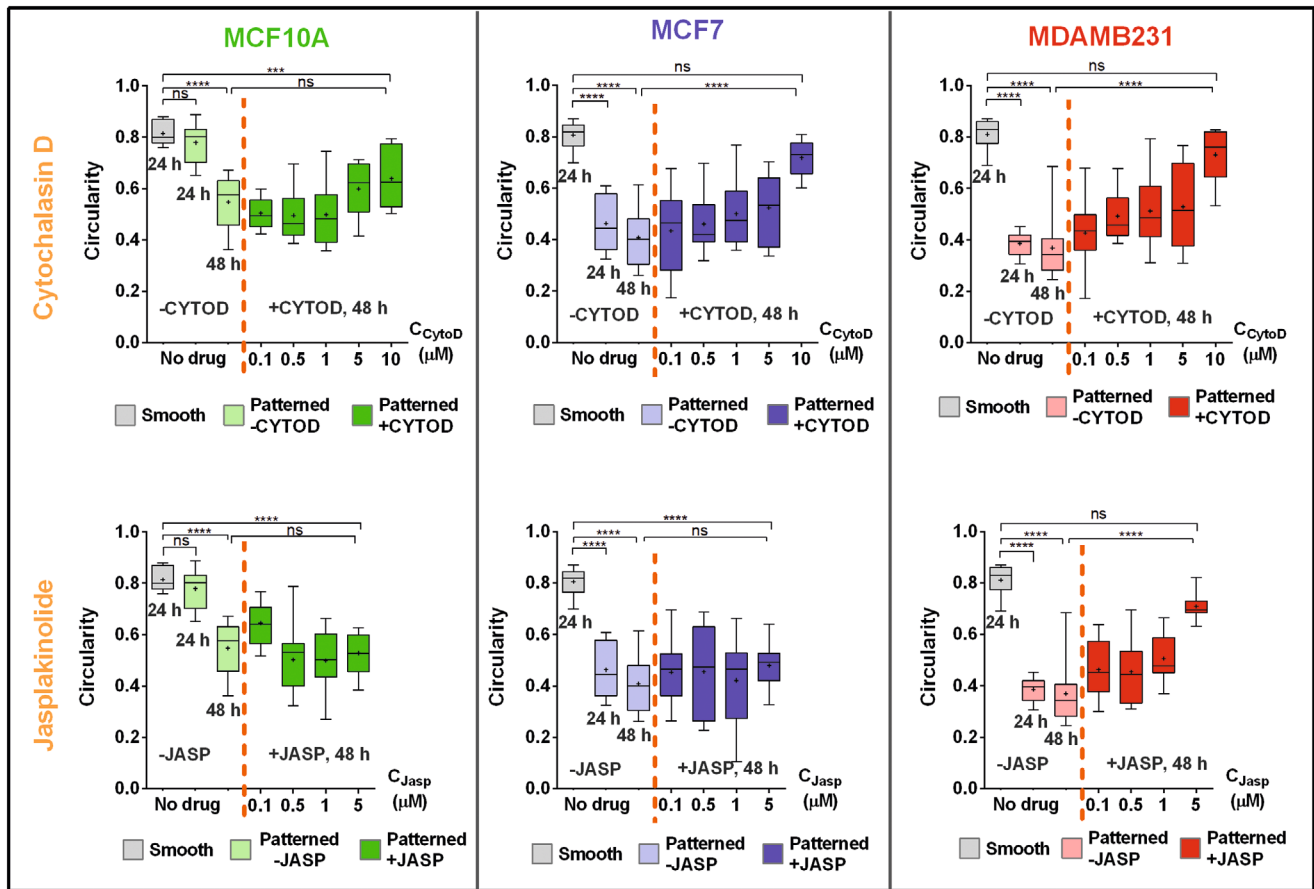 MCF10A
MCF7
MDAMB231
Cytochalasin D
Circularity
1.0
0.8
0.6
0.4
0.2
0.0
***
****
ns
ns
24 h
24 h
48 h
-CYTOD
+CYTOD, 48 h
No drug
0.1 0.5 1 5 10
CCytoD
(μM)
Smooth
Patterned
-CYTOD
Patterned
+CYTOD
Circularity
1.0
0.8
0.6
0.4
0.2
0.0
ns
****
****
****
24 h
24 h
48 h
-CYTOD
+CYTOD, 48 h
No drug
0.1 0.5 1 5 10
CCytoD
(μM)
Smooth
Patterned
-CYTOD
Patterned
+CYTOD
Circularity
1.0
0.8
0.6
0.4
0.2
0.0
ns
****
****
****
24 h
24 h
48 h
-CYTOD
+CYTOD, 48 h
No drug
0.1 0.5 1 5 10
CCytoD
(μM)
Smooth
Patterned
-CYTOD
Patterned
+CYTOD
Jasplakinolide
Circularity
1.0
0.8
0.6
0.4
0.2
0.0
****
****
ns
ns
24 h
24 h
48 h
-JASP
+JASP, 48 h
No drug
0.1 0.5 1 5
CJasp
(μM)
Smooth
Patterned
-JASP
Patterned
+JASP
Circularity
1.0
0.8
0.6
0.4
0.2
0.0
****
****
ns
****
24 h
24 h
48 h
-JASP
+JASP, 48 h
No drug
0.1 0.5 1 5
CJasp
(μM)
Smooth
Patterned
-JASP
Patterned
+JASP
Circularity
1.0
0.8
0.6
0.4
0.2
0.0
ns
****
****
****
24 h
24 h
48 h
-JASP
+JASP, 48 h
No drug
0.1 0.5 1 5
CJasp
(μM)
Smooth
Patterned
-JASP
Patterned
+JASP